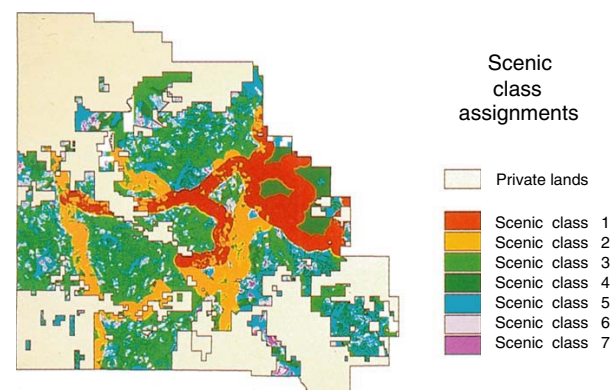 Scenic
class
assignments
Private lands
Scenic class 1
Scenic class 2
Scenic class 3
Scenic class 4
Scenic class 5
Scenic class 6
Scenic class 7